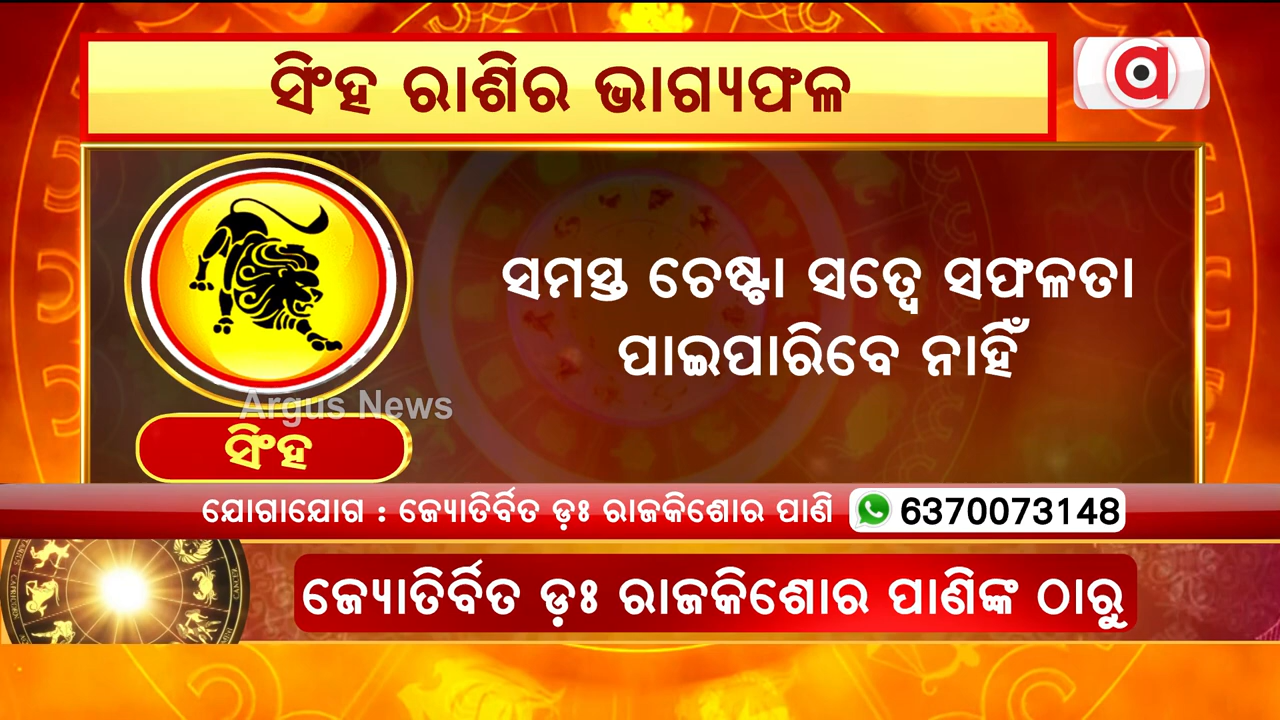 ସିଂହ ରାଶିର ଭାଗ୍ୟଫଳ
a
ସମସ୍ତ ଚେଷ୍ଟା ସତ୍ତ୍ୱେ ସଫଳତା
ପାଇପାରିବେ ନାହିଁ
Argus News
ସିଂହ
ଯୋଗାଯୋଗ : ଜ୍ୟୋତିର୍ବିତ ଡ଼ଃ ରାଜକିଶୋର ପାଣି 6370073148
ଜ୍ୟୋତିର୍ବିତ ଡ଼ଃ ରାଜକିଶୋର ପାଣିଙ୍କ ଠାରୁ